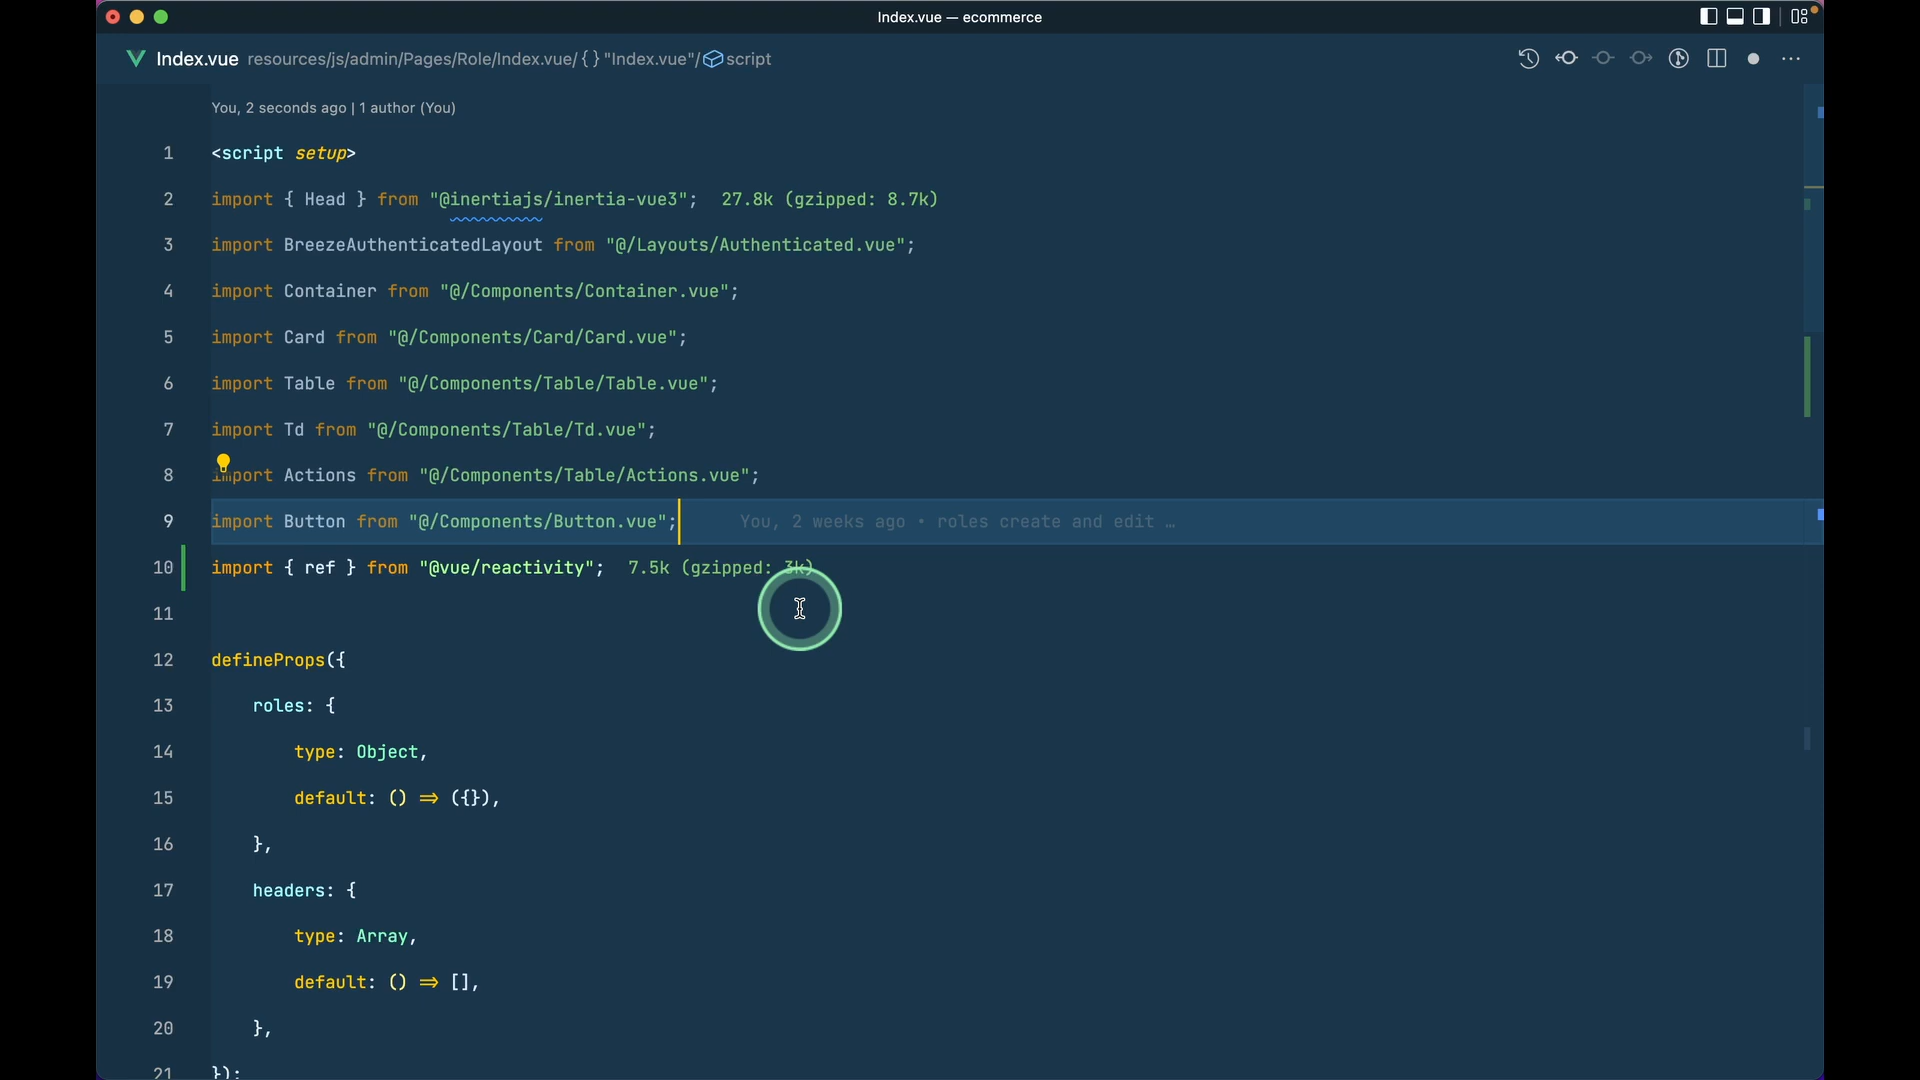 Index.vue — ecommerce
Index.vue resources/js/admin/Pages/Role/Index.vue/{} "Index.vue"/ script
You, 2 seconds ago | 1 author (You)
1 <script setup>
2 import { Head } from "@inertiajs/inertia-vue3"; 27.8k (gzipped: 8.7k)
3 import BreezeAuthenticatedLayout from "@/Layouts/Authenticated.vue";
4 import Container from "@/Components/Container.vue";
5 import Card from "@/Components/Card/Card.vue";
6 import Table from "@/Components/Table/Table.vue";
7 import Td from "@/Components/Table/Td.vue";
8 import Actions from "@/Components/Table/Actions.vue";
9 import Button from "@/Components/Button.vue"; You, 2 weeks ago • roles create and edit …
10 import { ref } from "@vue/reactivity"; 7.5k (gzipped: 3k)
11
12 defineProps({
13 roles: {
14 type: Object,
15 default: () => ({}),
16 },
17 headers: {
18 type: Array,
19 default: () => [],
20 },
21 });